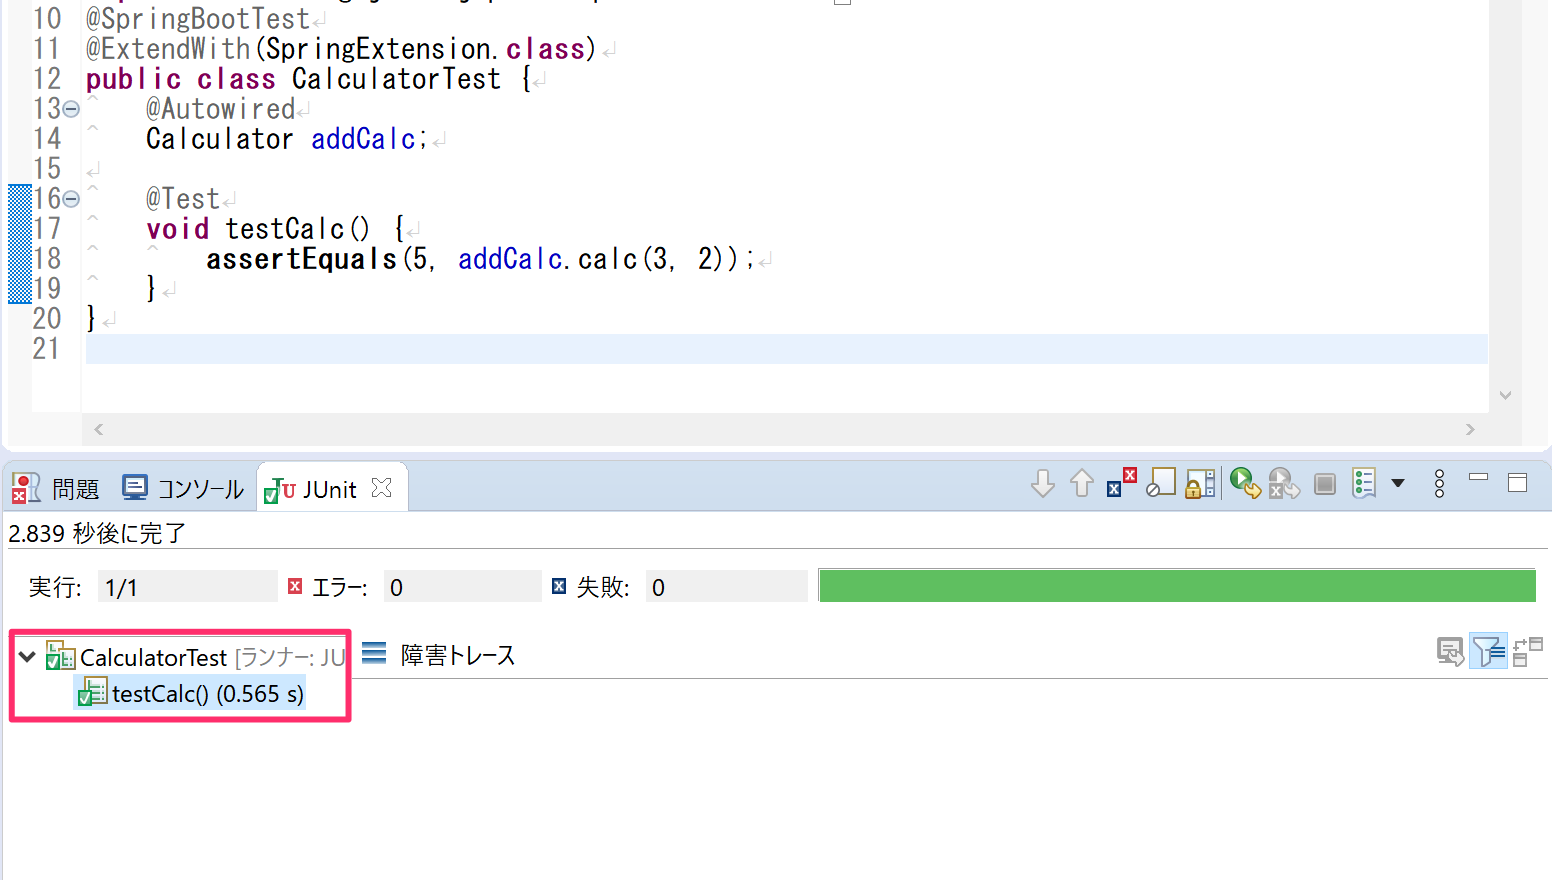 10 @SpringBootTest
11 @ExtendWith(SpringExtension.class)
12 public class CalculatorTest {
13 @Autowired
14 Calculator addCalc;
15
16 @Test
17 void testCalc() {
18 assertEquals(5, addCalc.calc(3, 2));
19 }
20 }
21
問題 コンソール JUnit
2.839 秒後に完了
実行: 1/1 エラー: 0 失敗: 0
CalculatorTest [ランナー: JU 障害トレース
testCalc() (0.565 s)